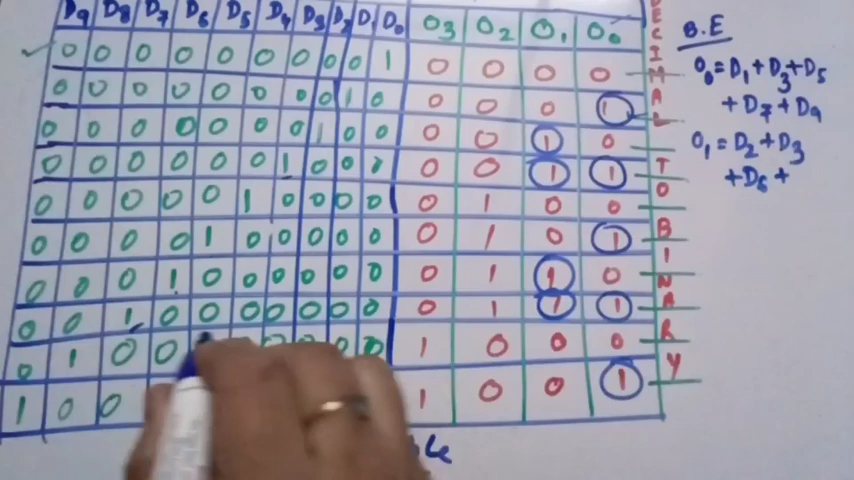 D9 D8 D7 D6 D5 D4 D3 D2 D1 D0 O3 O2 O1 O0
0 0 0 0 0 0 0 0 0 1 0 0 0 0
0 0 0 0 0 0 0 0 1 0 0 0 0 1
0 0 0 0 0 0 0 1 0 0 0 0 1 0
0 0 0 0 0 0 1 0 0 0 0 0 1 1
0 0 0 0 0 1 0 0 0 0 0 1 0 0
0 0 0 0 1 0 0 0 0 0 0 1 0 1
0 0 0 1 0 0 0 0 0 0 0 1 1 0
0 0 1 0 0 0 0 0 0 0 0 1 1 1
0 1 0 0 0 0 0 1 0 0 0
1 0 0 1 0 0 1
DECIMAL TO BINARY
B.E
O0 = D1 + D3 + D5
+ D7 + D9
O1 = D2 + D3
+ D6 +